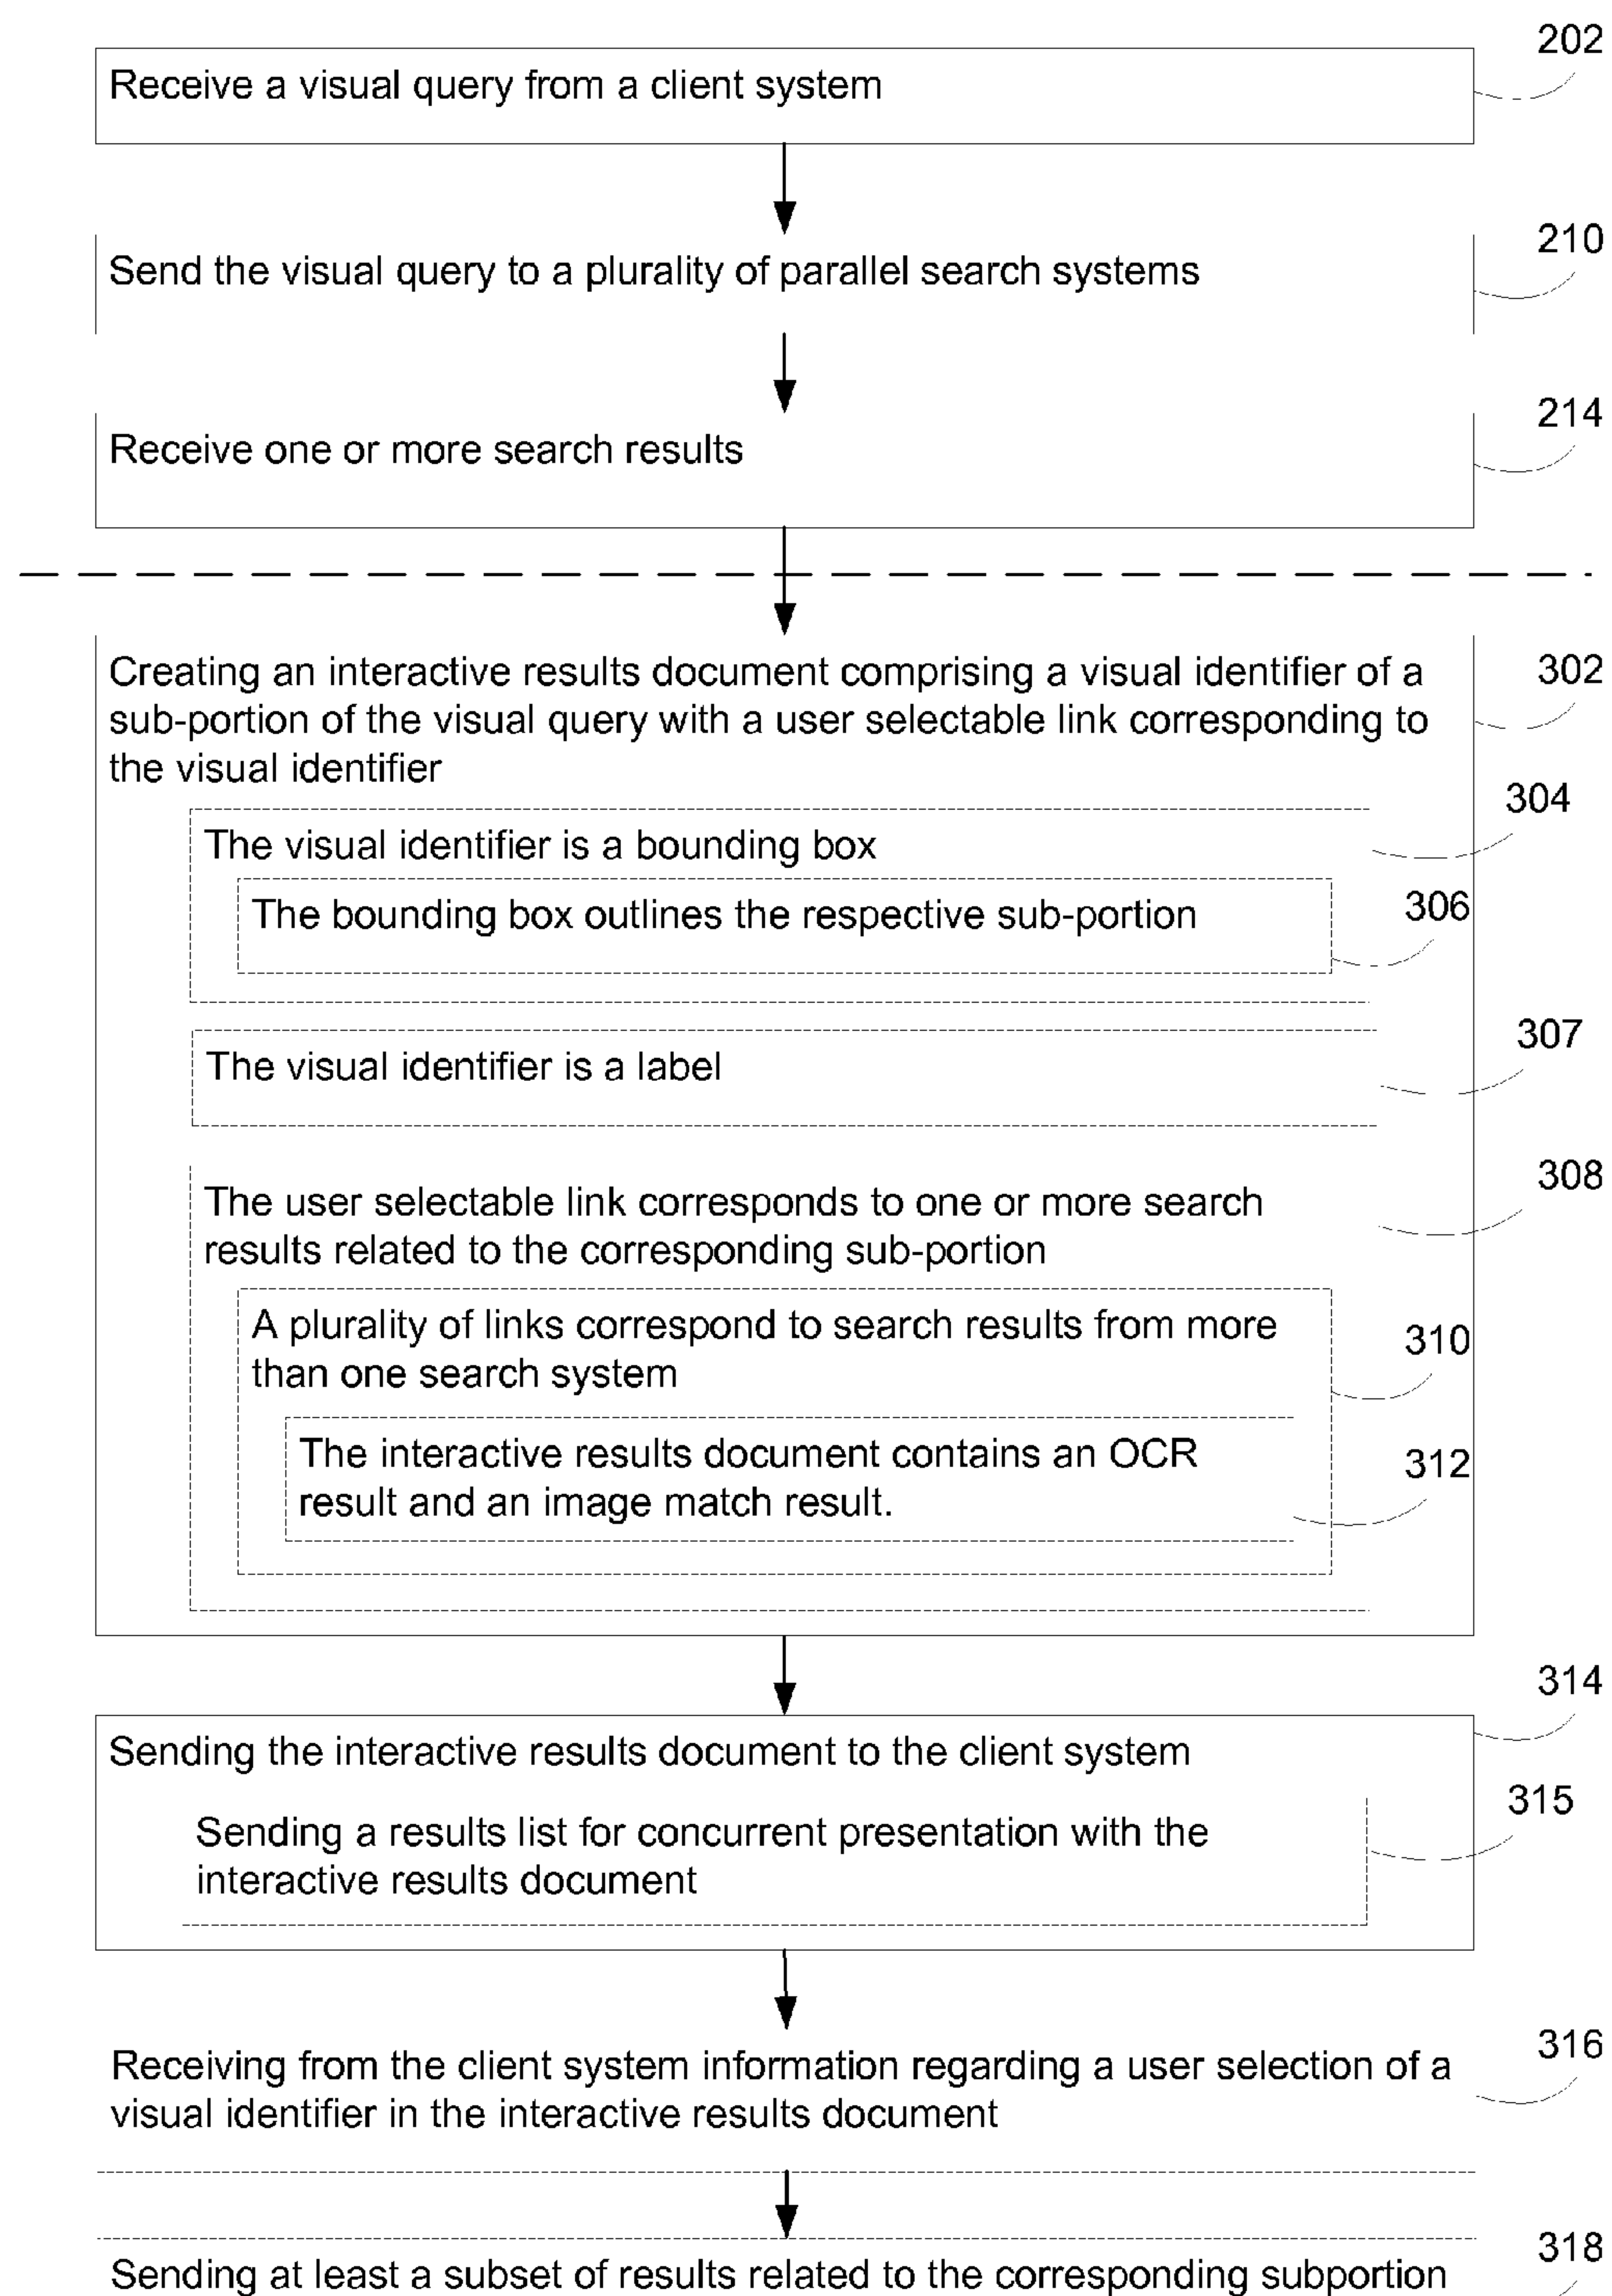 202
Receive a visual query from a client system
210
Send the visual query to a plurality of parallel search systems
214
Receive one or more search results
302
Creating an interactive results document comprising a visual identifier of a
sub-portion of the visual query with a user selectable link corresponding to
the visual identifier
304
The visual identifier is a bounding box
306
The bounding box outlines the respective sub-portion
307
The visual identifier is a label
308
The user selectable link corresponds to one or more search
results related to the corresponding sub-portion
310
A plurality of links correspond to search results from more
than one search system
312
The interactive results document contains an OCR
result and an image match result.
314
Sending the interactive results document to the client system
315
Sending a results list for concurrent presentation with the
interactive results document
316
Receiving from the client system information regarding a user selection of a
visual identifier in the interactive results document
318
Sending at least a subset of results related to the corresponding subportion